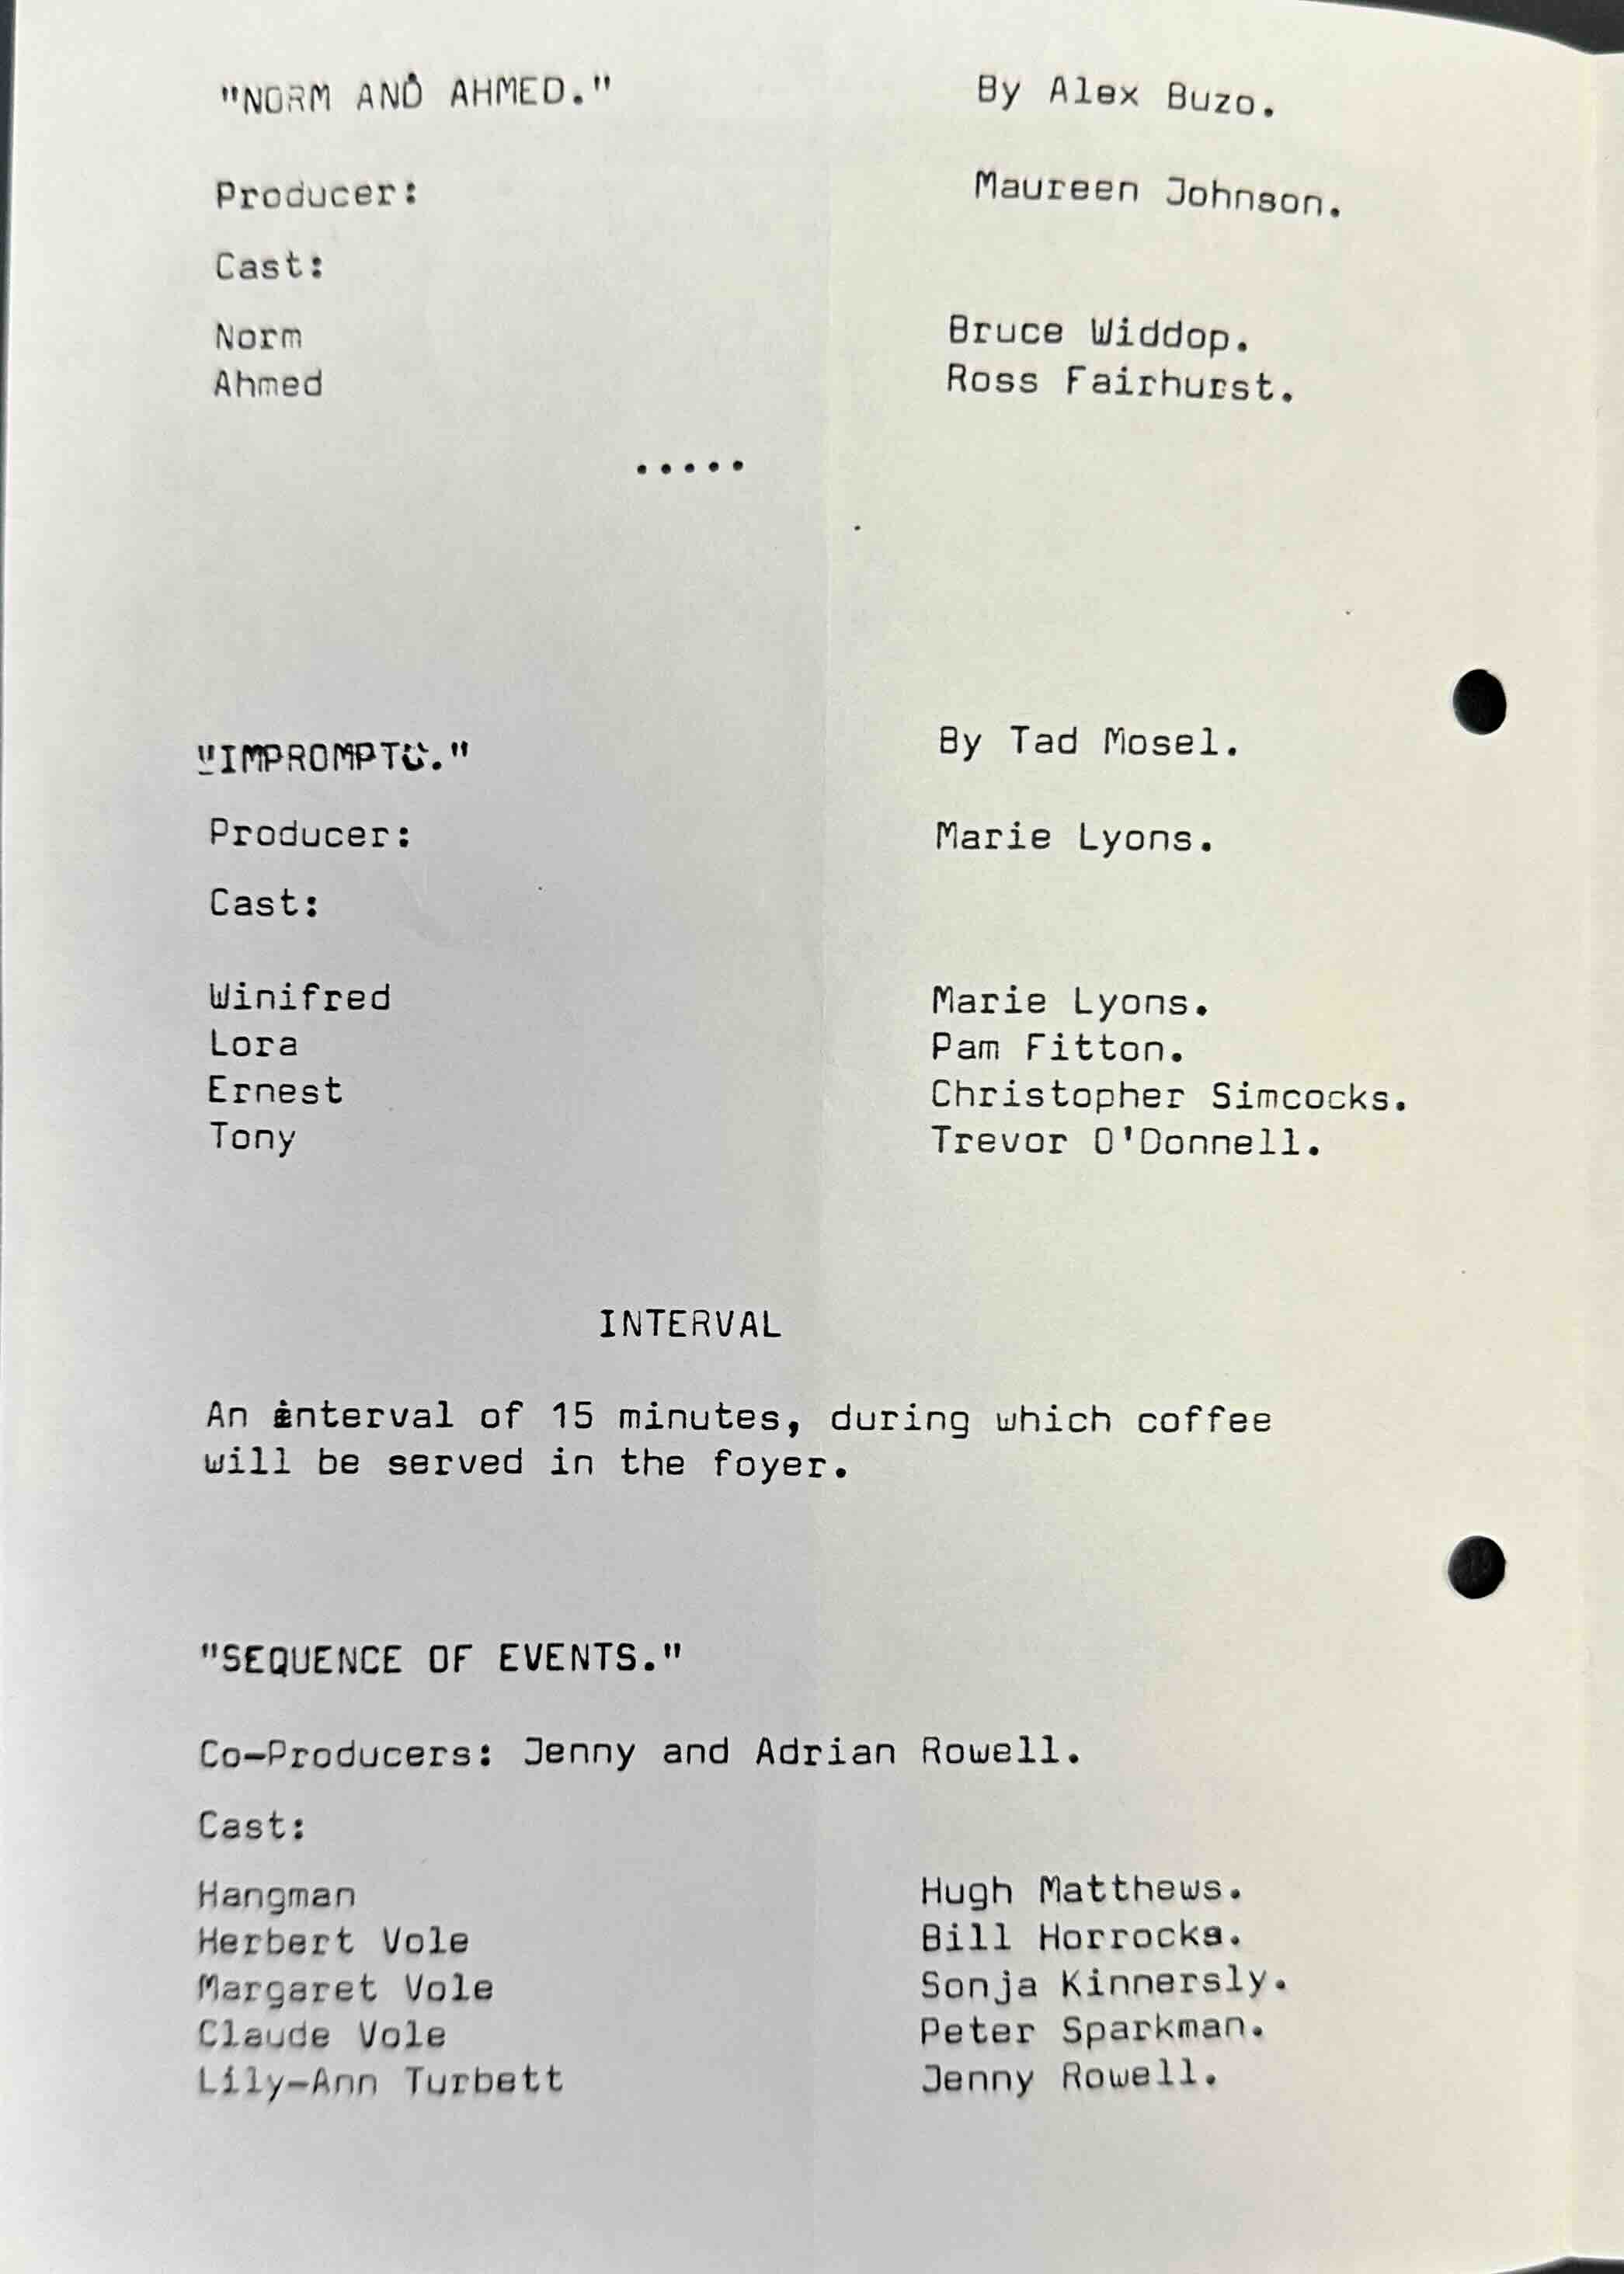 "NORM AND AHMED." By Alex Buzo.
Producer: Maureen Johnson.
Cast:
Norm Bruce Widdop.
Ahmed Ross Fairhurst.
.....
"IMPROMPTU." By Tad Mosel.
Producer: Marie Lyons.
Cast:
Winifred Marie Lyons.
Lora Pam Fitton.
Ernest Christopher Simcocks.
Tony Trevor O'Donnell.
INTERVAL
An interval of 15 minutes, during which coffee
will be served in the foyer.
"SEQUENCE OF EVENTS."
Co-Producers: Jenny and Adrian Rowell.
Cast:
Hangman Hugh Matthews.
Herbert Vole Bill Horrocks.
Margaret Vole Sonja Kinnersly.
Claude Vole Peter Sparkman.
Lily-Ann Turbett Jenny Rowell.